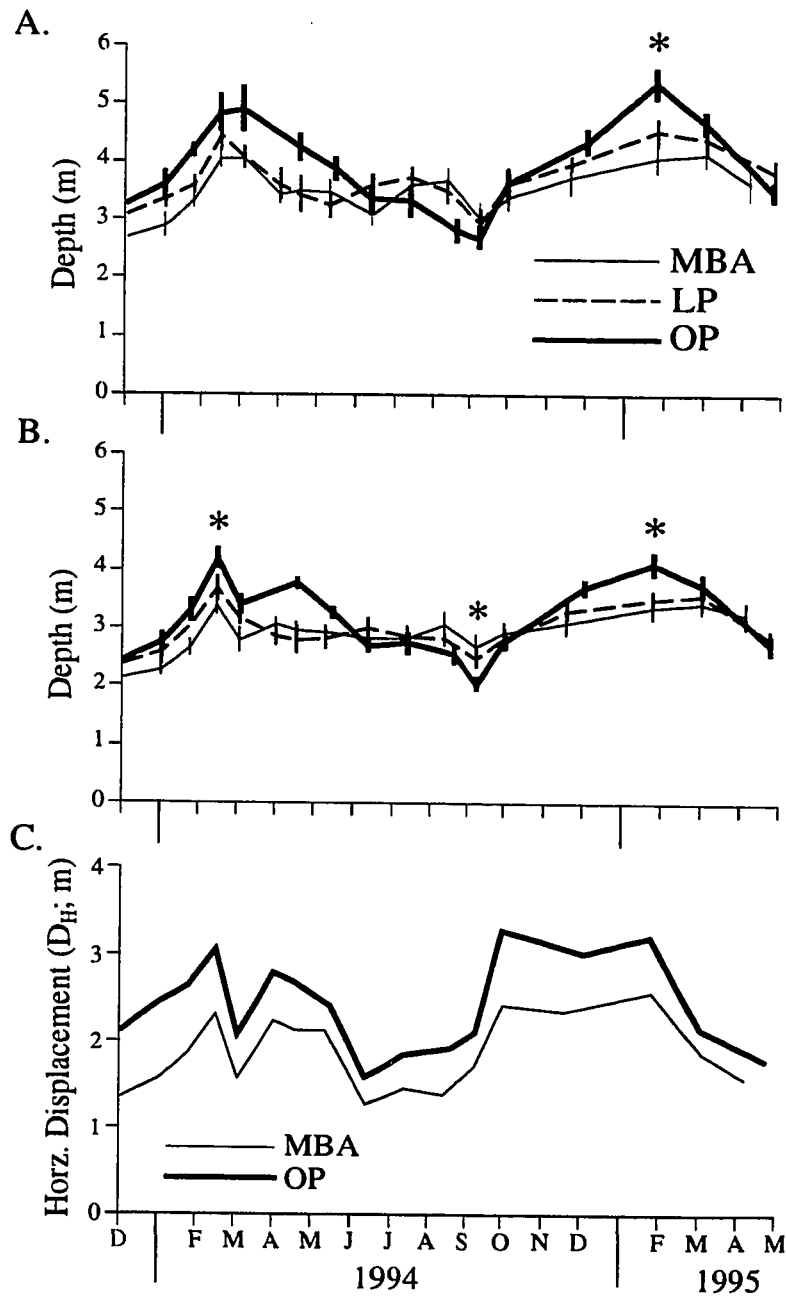 A.
*
6
5
4
3
2
1
0
Depth (m)
MBA
LP
OP
B.
* * *
6
5
4
3
2
1
0
Depth (m)
C.
4
3
2
1
0
Horz. Displacement (D_H; m)
MBA
OP
D F M A M J J A S O N D F M A M
1994 1995